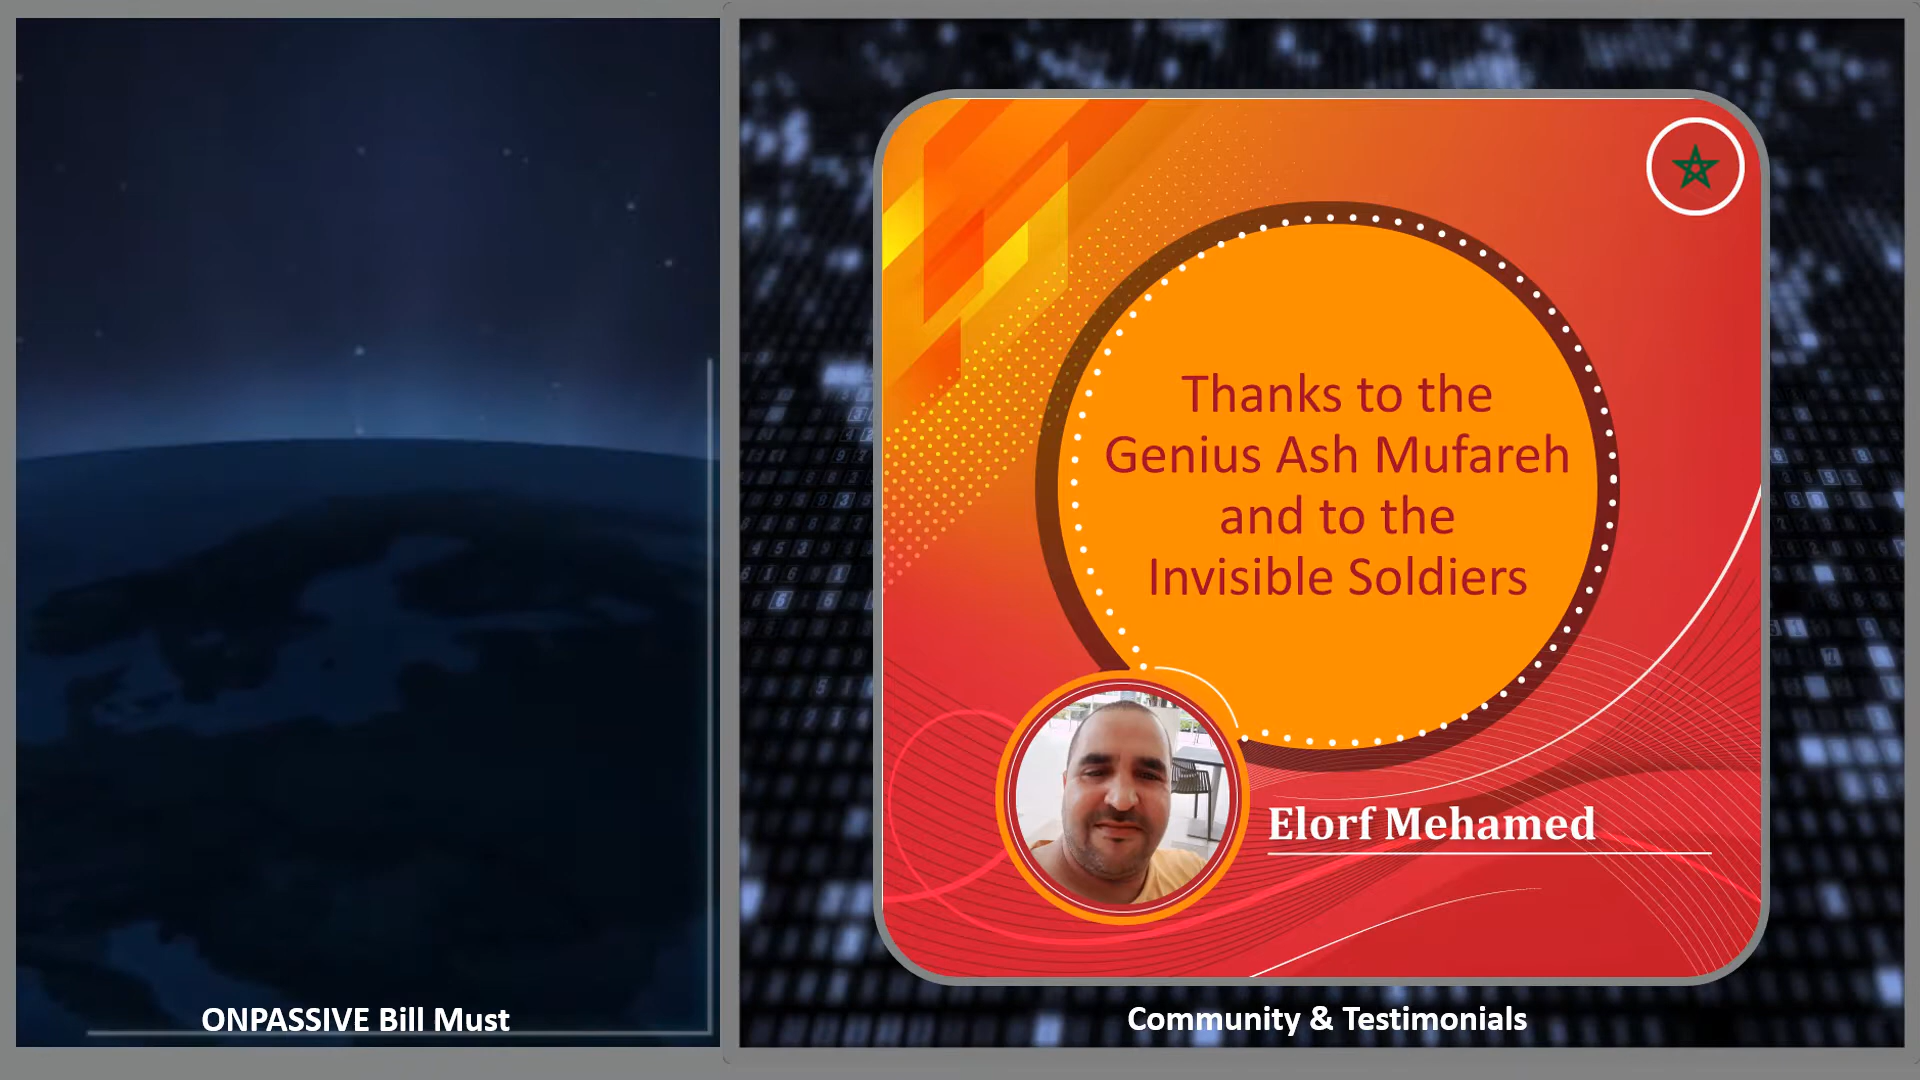 Thanks to the
Genius Ash Mufareh
and to the
Invisible Soldiers
Elorf Mehamed
ONPASSIVE Bill Must
Community & Testimonials